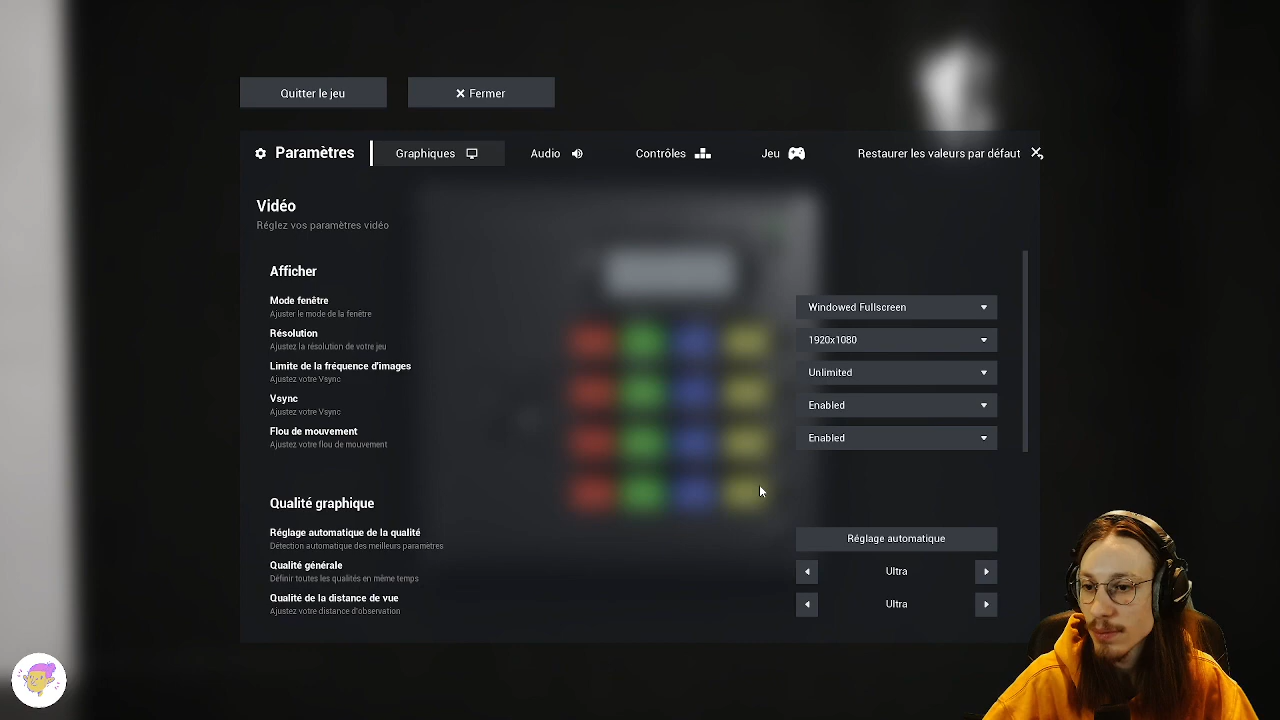 Quitter le jeu
Fermer
Paramètres
Graphiques
Audio
Contrôles
Jeu
Restaurer les valeurs par défaut
Vidéo
Réglez vos paramètres vidéo
Afficher
Mode fenêtre
Ajuster le mode de la fenêtre
Windowed Fullscreen
Résolution
Ajustez la résolution de votre jeu
1920x1080
Limite de la fréquence d'images
Ajustez votre Vsync
Unlimited
Vsync
Ajustez votre Vsync
Enabled
Flou de mouvement
Ajustez votre flou de mouvement
Enabled
Qualité graphique
Réglage automatique de la qualité
Détection automatique des meilleurs paramètres
Réglage automatique
Qualité générale
Définir toutes les qualités en même temps
Ultra
Qualité de la distance de vue
Ajustez votre distance d'observation
Ultra